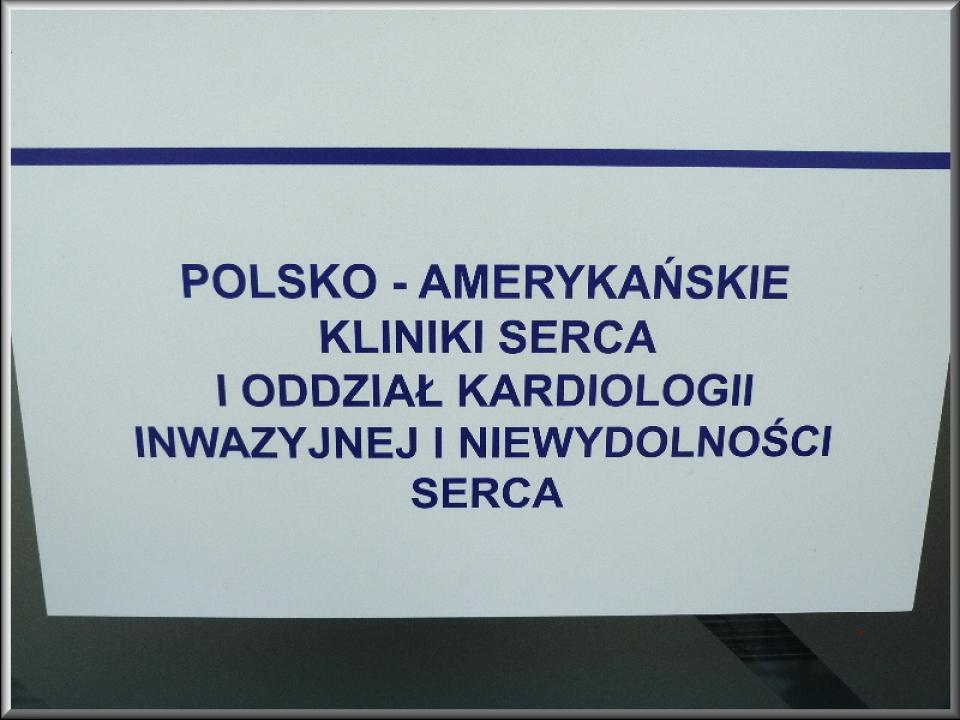 POLSKO - AMERYKAŃSKIE
KLINIKI SERCA
I ODDZIAŁ KARDIOLOGII
INWAZYJNEJ I NIEWYDOLNOŚCI
SERCA